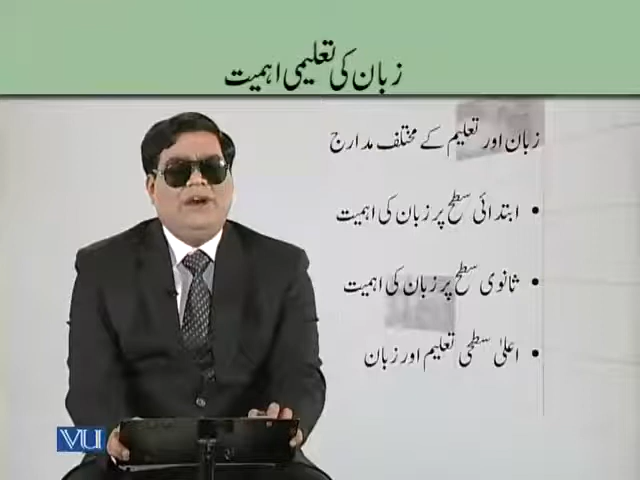 زبان کی تعلیمی اہمیت
زبان اور تعلیم کے مختلف مدارج
• ابتدائی سطح پر زبان کی اہمیت
• ثانوی سطح پر زبان کی اہمیت
• اعلیٰ سطحی تعلیم اور زبان
VU